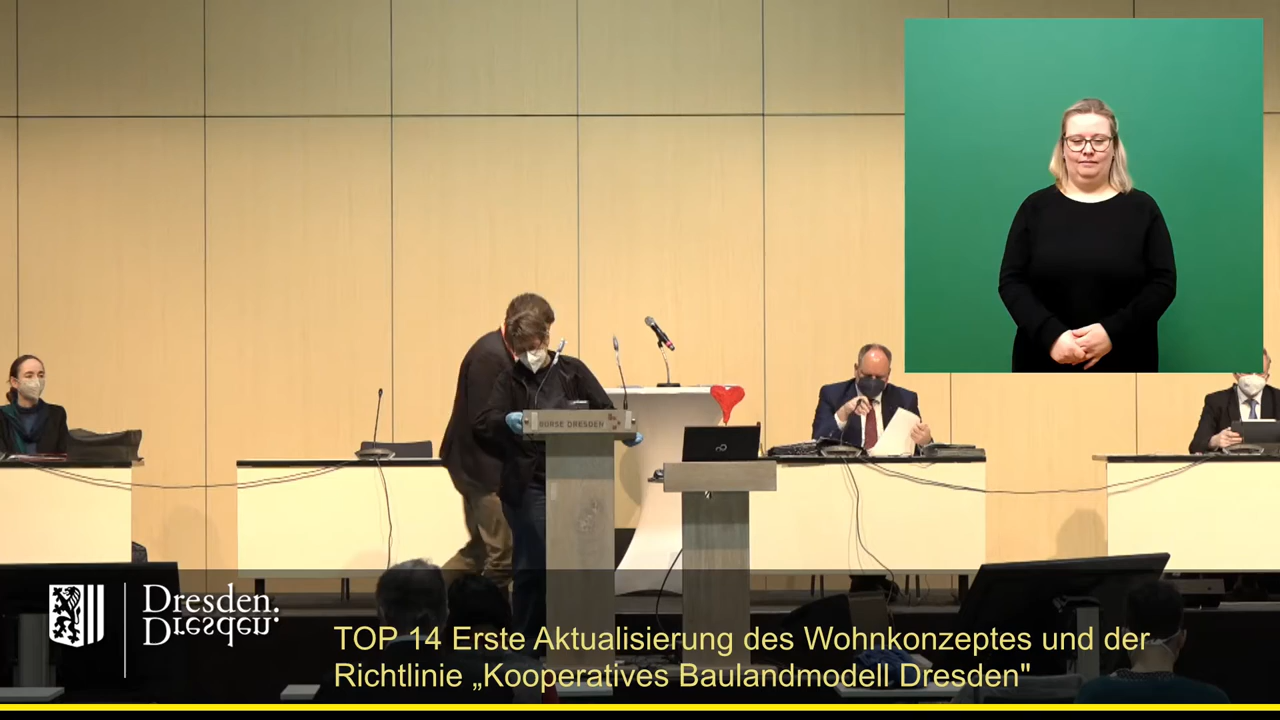 BÖRSE DRESDEN
Dresden.
Dresden.
TOP 14 Erste Aktualisierung des Wohnkonzeptes und der
Richtlinie „Kooperatives Baulandmodell Dresden"